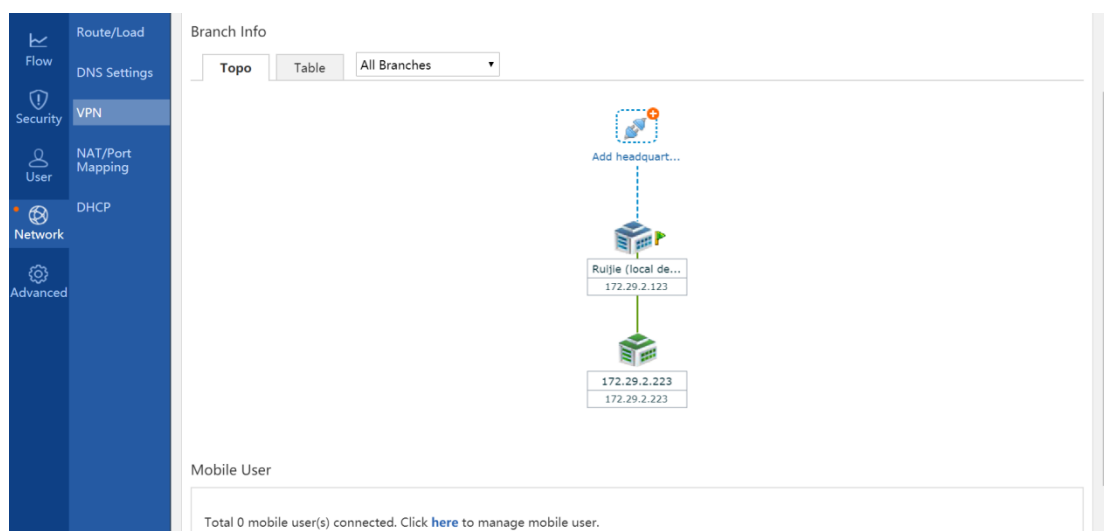 Flow
Security
User
Network
Advanced
Route/Load
DNS Settings
VPN
NAT/Port
Mapping
DHCP
Branch Info
Topo
Table
All Branches
Add headquart...
Ruijie (local de...
172.29.2.123
172.29.2.223
172.29.2.223
Mobile User
Total 0 mobile user(s) connected. Click here to manage mobile user.